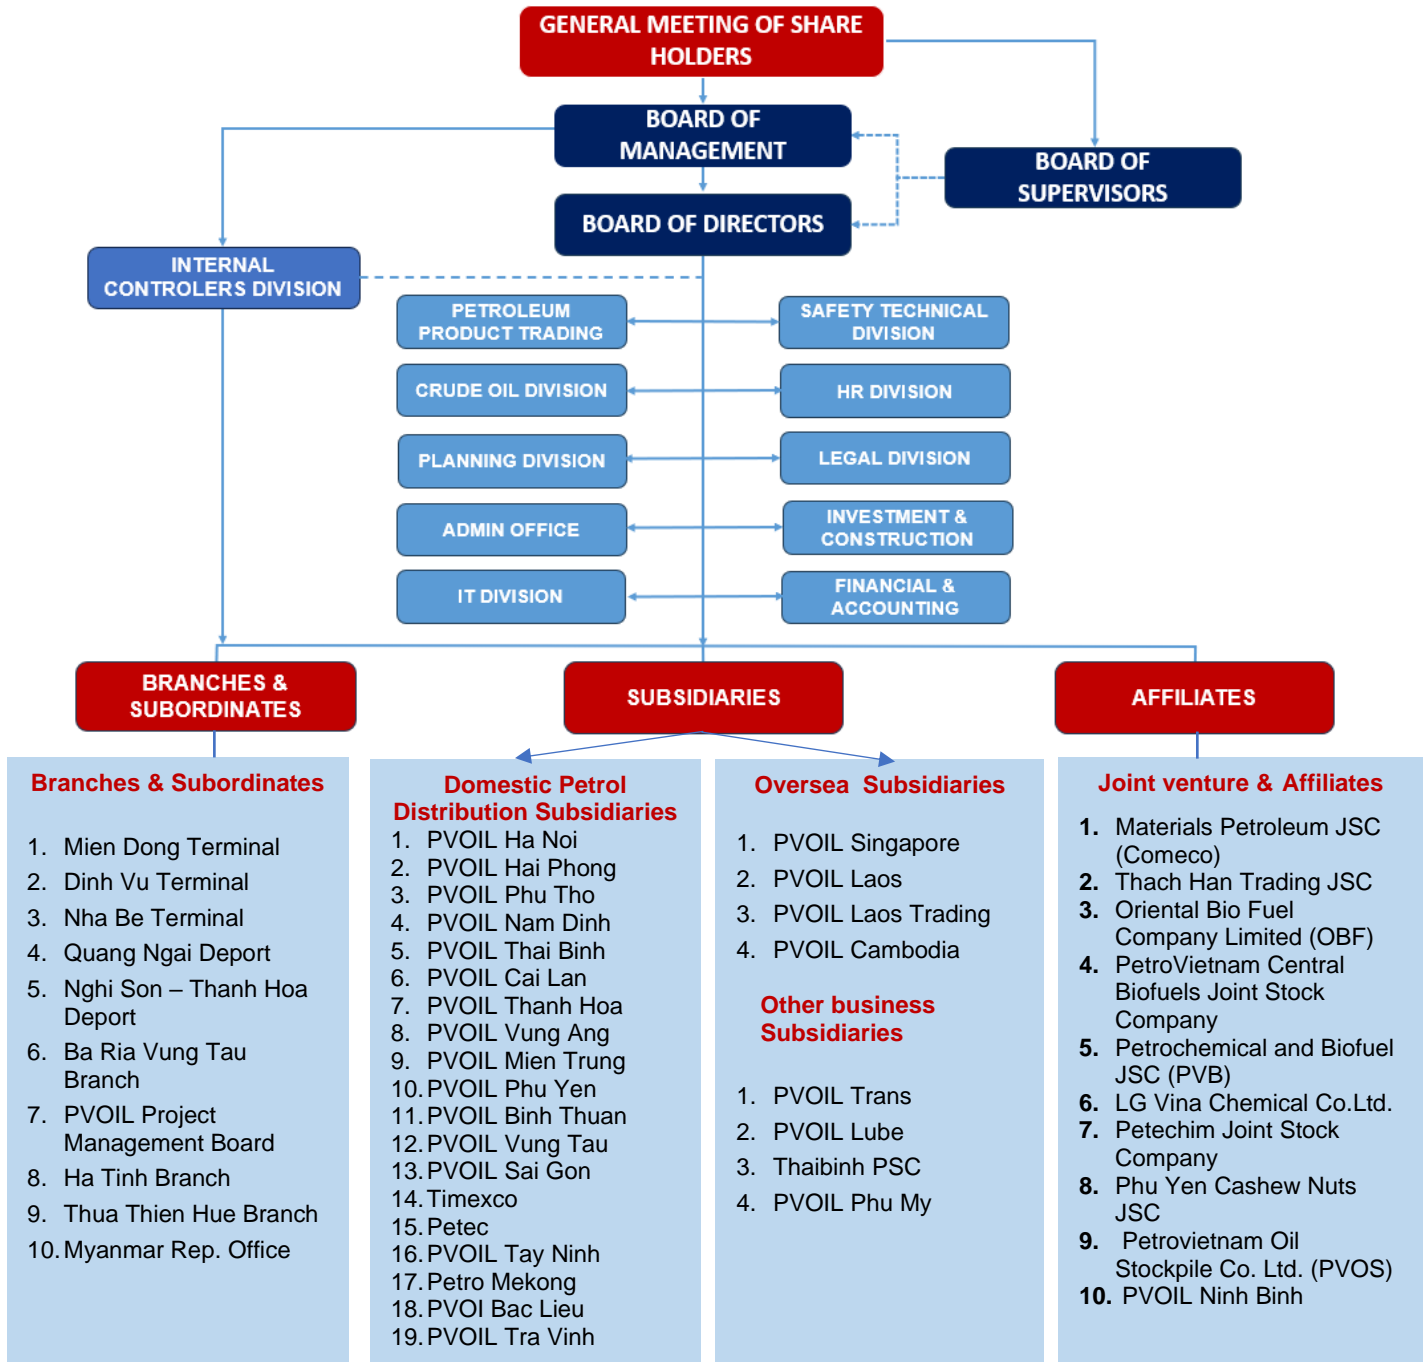 GENERAL MEETING OF SHARE
HOLDERS
BOARD OF
MANAGEMENT
BOARD OF
SUPERVISORS
BOARD OF DIRECTORS
INTERNAL
CONTROLERS DIVISION
PETROLEUM
PRODUCT TRADING
SAFETY TECHNICAL
DIVISION
CRUDE OIL DIVISION
HR DIVISION
PLANNING DIVISION
LEGAL DIVISION
ADMIN OFFICE
INVESTMENT &
CONSTRUCTION
IT DIVISION
FINANCIAL &
ACCOUNTING
BRANCHES &
SUBORDINATES
SUBSIDIARIES
AFFILIATES
Branches & Subordinates
1. Mien Dong Terminal
2. Dinh Vu Terminal
3. Nha Be Terminal
4. Quang Ngai Deport
5. Nghi Son – Thanh Hoa
Deport
6. Ba Ria Vung Tau
Branch
7. PVOIL Project
Management Board
8. Ha Tinh Branch
9. Thua Thien Hue Branch
10. Myanmar Rep. Office
Domestic Petrol
Distribution Subsidiaries
1. PVOIL Ha Noi
2. PVOIL Hai Phong
3. PVOIL Phu Tho
4. PVOIL Nam Dinh
5. PVOIL Thai Binh
6. PVOIL Cai Lan
7. PVOIL Thanh Hoa
8. PVOIL Vung Ang
9. PVOIL Mien Trung
10. PVOIL Phu Yen
11. PVOIL Binh Thuan
12. PVOIL Vung Tau
13. PVOIL Sai Gon
14. Timexco
15. Petec
16. PVOIL Tay Ninh
17. Petro Mekong
18. PVOI Bac Lieu
19. PVOIL Tra Vinh
Oversea Subsidiaries
1. PVOIL Singapore
2. PVOIL Laos
3. PVOIL Laos Trading
4. PVOIL Cambodia
Other business
Subsidiaries
1. PVOIL Trans
2. PVOIL Lube
3. Thaibinh PSC
4. PVOIL Phu My
Joint venture & Affiliates
1. Materials Petroleum JSC
(Comeco)
2. Thach Han Trading JSC
3. Oriental Bio Fuel
Company Limited (OBF)
4. PetroVietnam Central
Biofuels Joint Stock
Company
5. Petrochemical and Biofuel
JSC (PVB)
6. LG Vina Chemical Co.Ltd.
7. Petechim Joint Stock
Company
8. Phu Yen Cashew Nuts
JSC
9. Petrovietnam Oil
Stockpile Co. Ltd. (PVOS)
10. PVOIL Ninh Binh